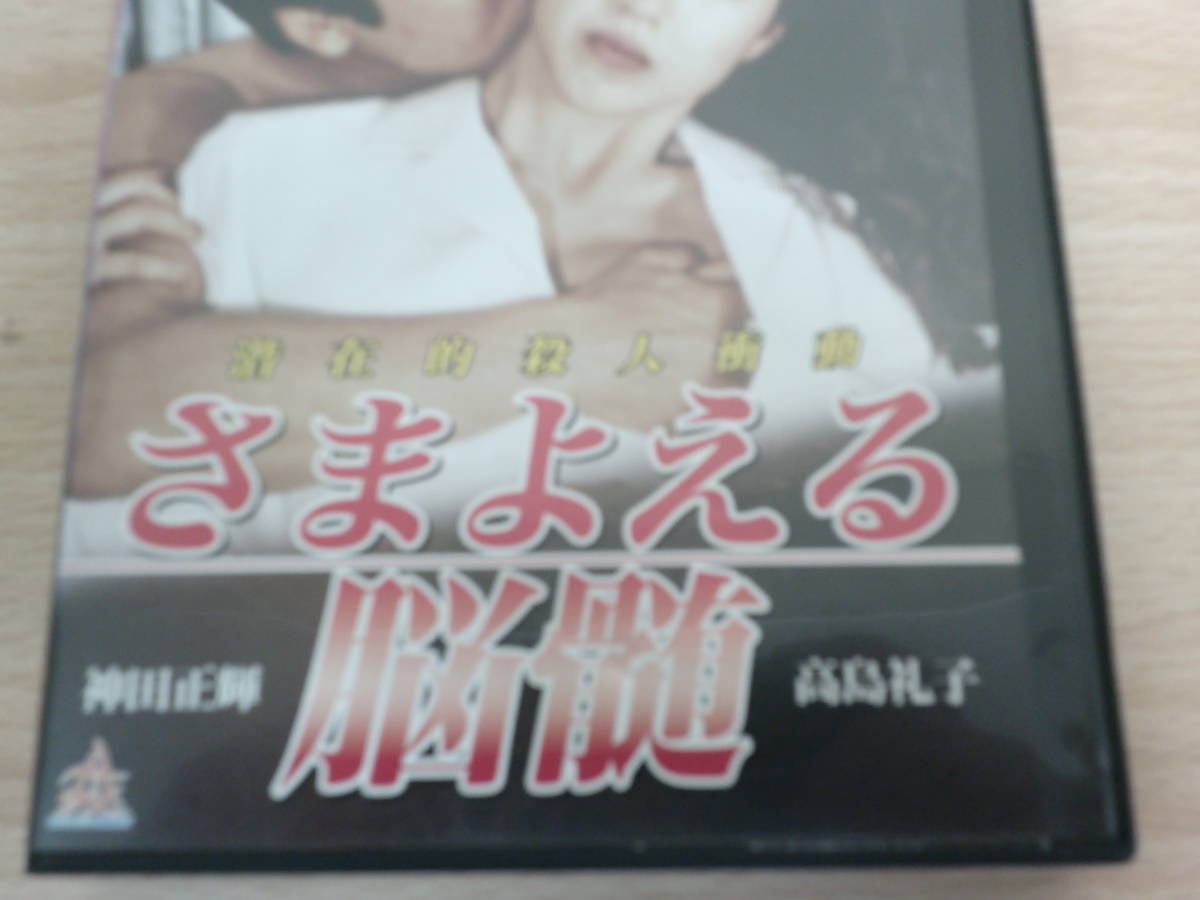 潜在的殺人衝動
さまよえる
脳髄
神田正輝
高島礼子